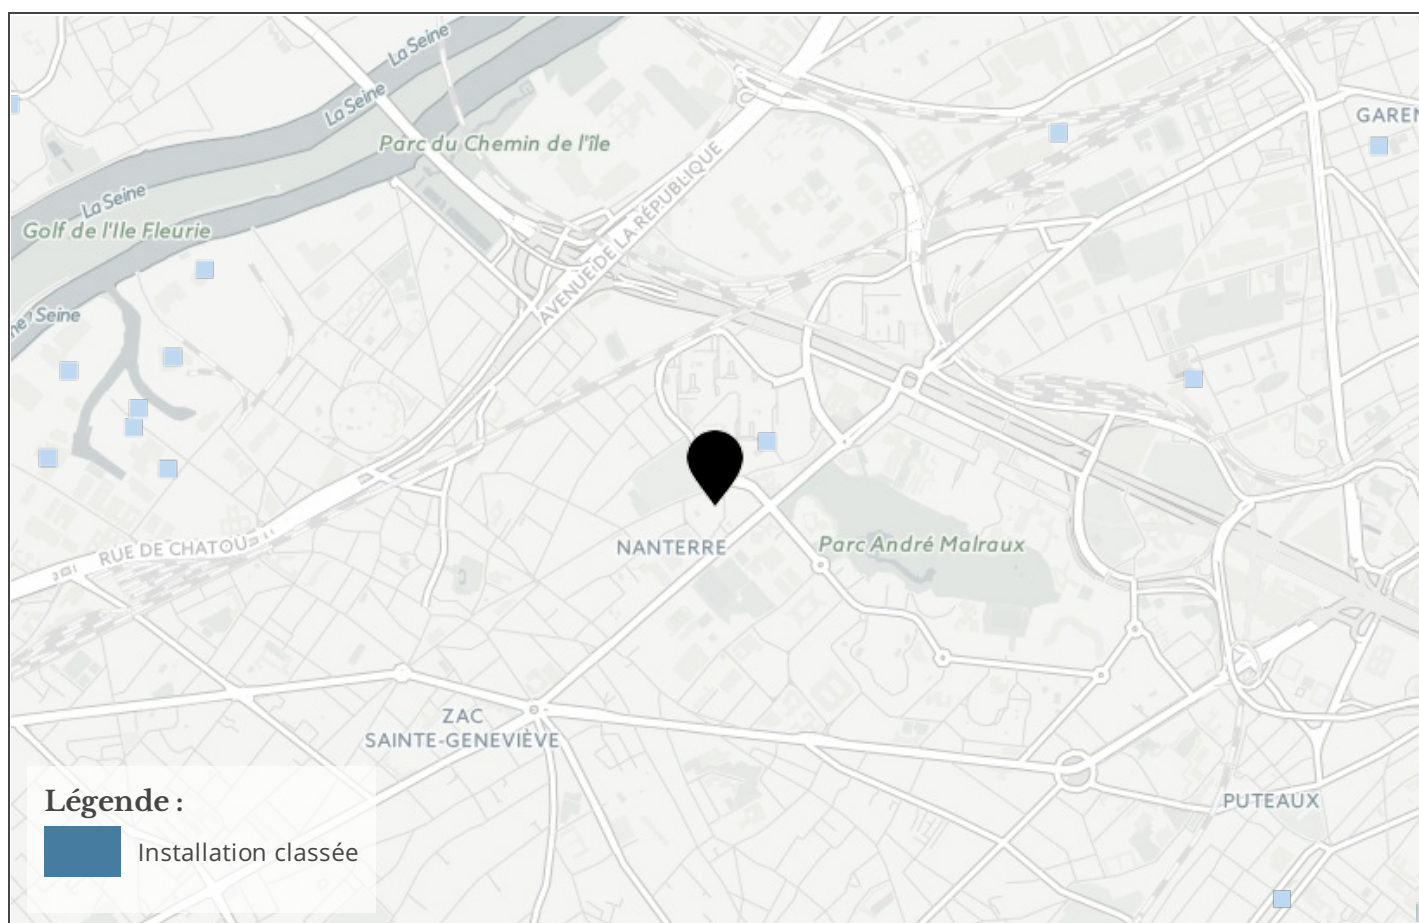 La Seine
La Seine
GAREN
Parc du Chemin de l'île
AVENUE DE LA RÉPUBLIQUE
La Seine
Golf de l'Ile Fleurie
Seine
RUE DE CHATOU
NANTERRE
Parc André Malraux
ZAC
SAINTE-GENEVIÈVE
PUTEAUX
Légende :
Installation classée